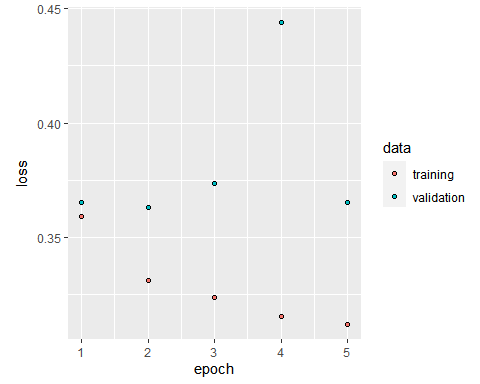 0.45
0.40
0.35
loss
1 2 3 4 5
epoch
data
training
validation